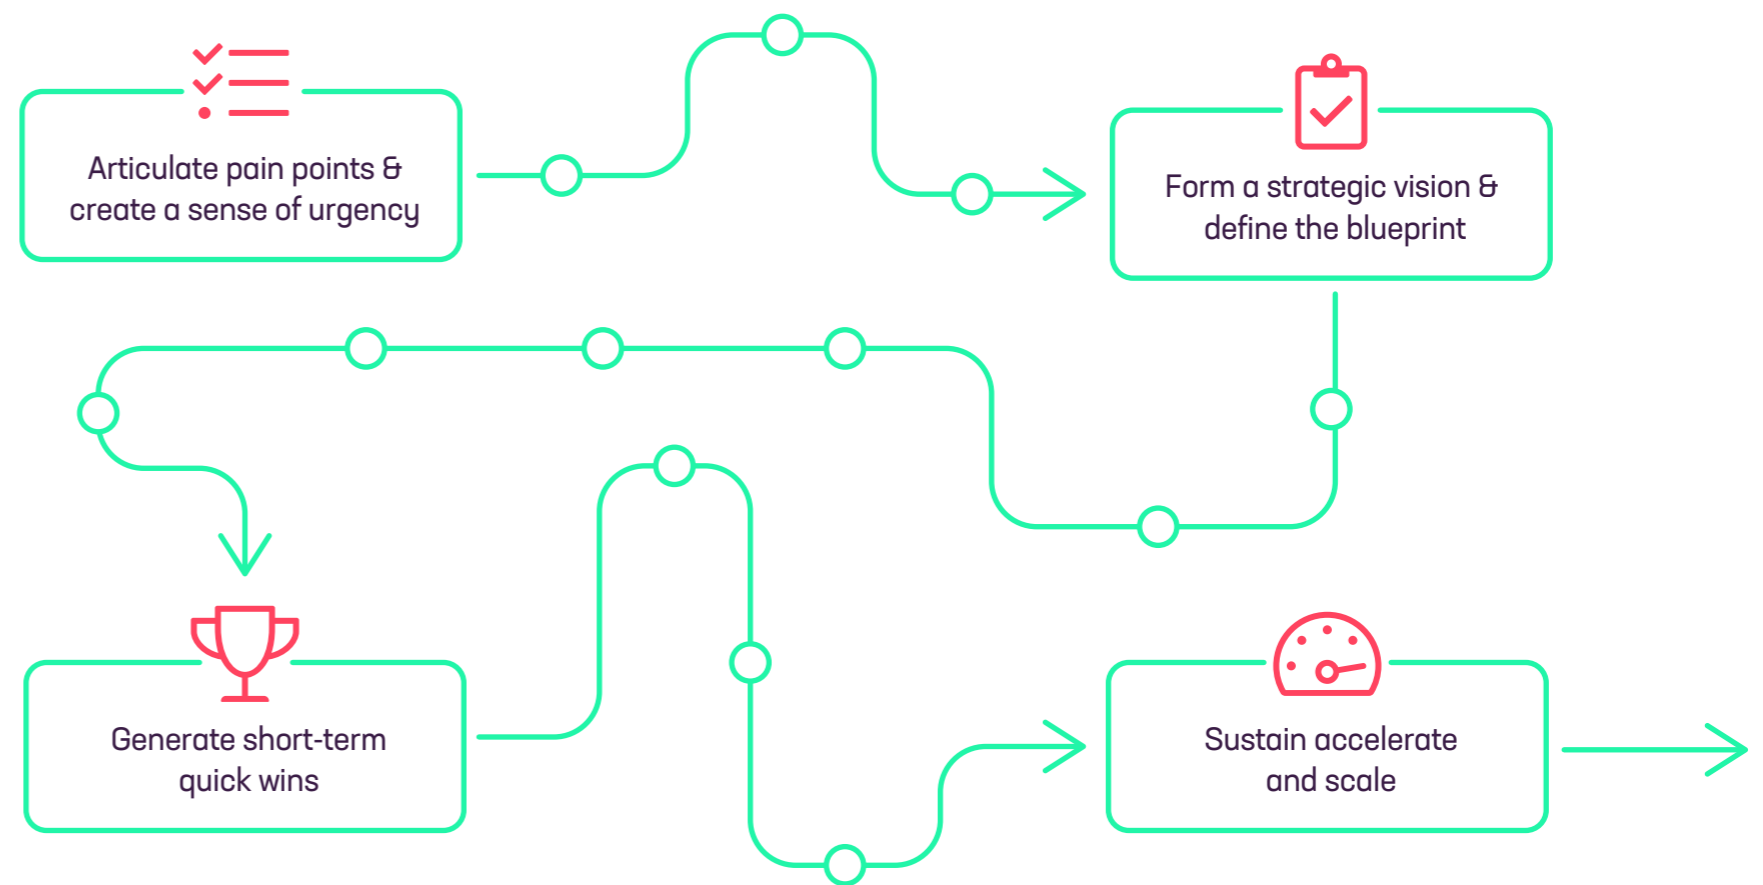 Articulate pain points &
create a sense of urgency
Form a strategic vision &
define the blueprint
Generate short-term
quick wins
Sustain accelerate
and scale